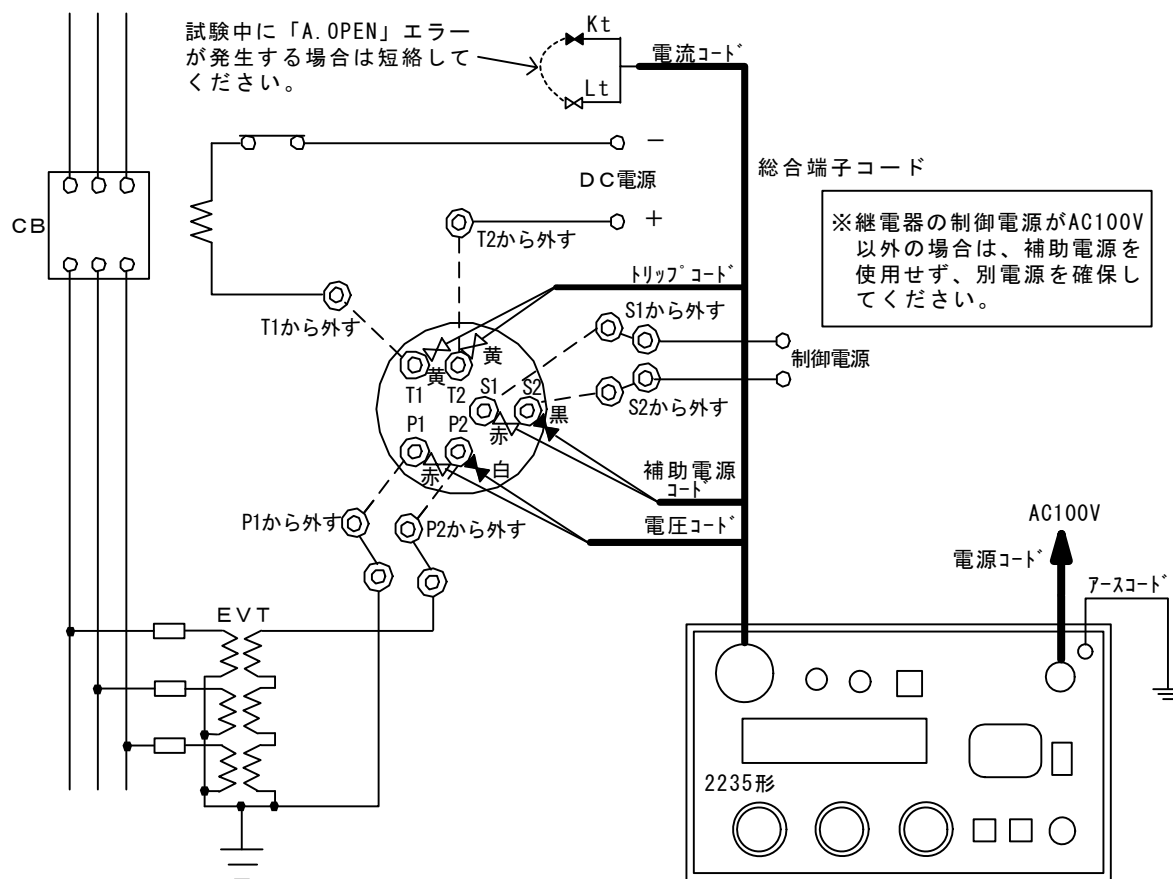 試験中に「A.OPEN」エラー
が発生する場合は短絡して
ください。
Kt
Lt
電流コード
DC電源
−
+
総合端子コード
CB
※継電器の制御電源がAC100V
以外の場合は、補助電源を
使用せず、別電源を確保し
てください。
T2から外す
トリップコード
T1から外す
S1から外す
黄
黄
T1
T2
S1
S2
制御電源
S2から外す
黒
P1
P2
赤
赤
白
補助電源
コード
P1から外す
P2から外す
電圧コード
AC100V
電源コード
アースコード
EVT
2235形